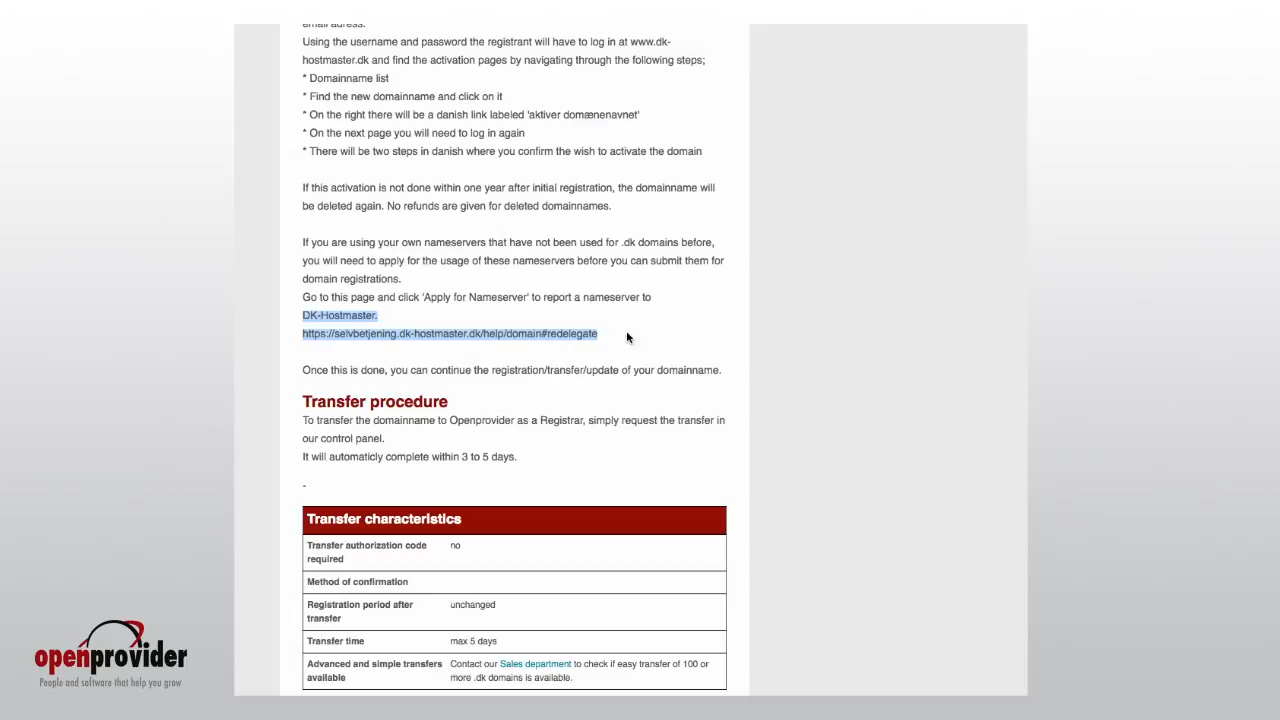 email adress.
Using the username and password the registrant will have to log in at www.dk-
hostmaster.dk and find the activation pages by navigating through the following steps;
* Domainname list
* Find the new domainname and click on it
* On the right there will be a danish link labeled 'aktiver domænenavnet'
* On the next page you will need to log in again
* There will be two steps in danish where you confirm the wish to activate the domain
If this activation is not done within one year after initial registration, the domainname will
be deleted again. No refunds are given for deleted domainnames.
If you are using your own nameservers that have not been used for .dk domains before,
you will need to apply for the usage of these nameservers before you can submit them for
domain registrations.
Go to this page and click 'Apply for Nameserver' to report a nameserver to
DK-Hostmaster.
https://selvbetjening.dk-hostmaster.dk/help/domain#redelegate
Once this is done, you can continue the registration/transfer/update of your domainname.
Transfer procedure
To transfer the domainname to Openprovider as a Registrar, simply request the transfer in
our control panel.
It will automaticly complete within 3 to 5 days.
-
Transfer characteristics
Transfer authorization code required no
Method of confirmation
Registration period after transfer unchanged
Transfer time max 5 days
Advanced and simple transfers available Contact our Sales department to check if easy transfer of 100 or
more .dk domains is available.
openprovider
People and software that help you grow